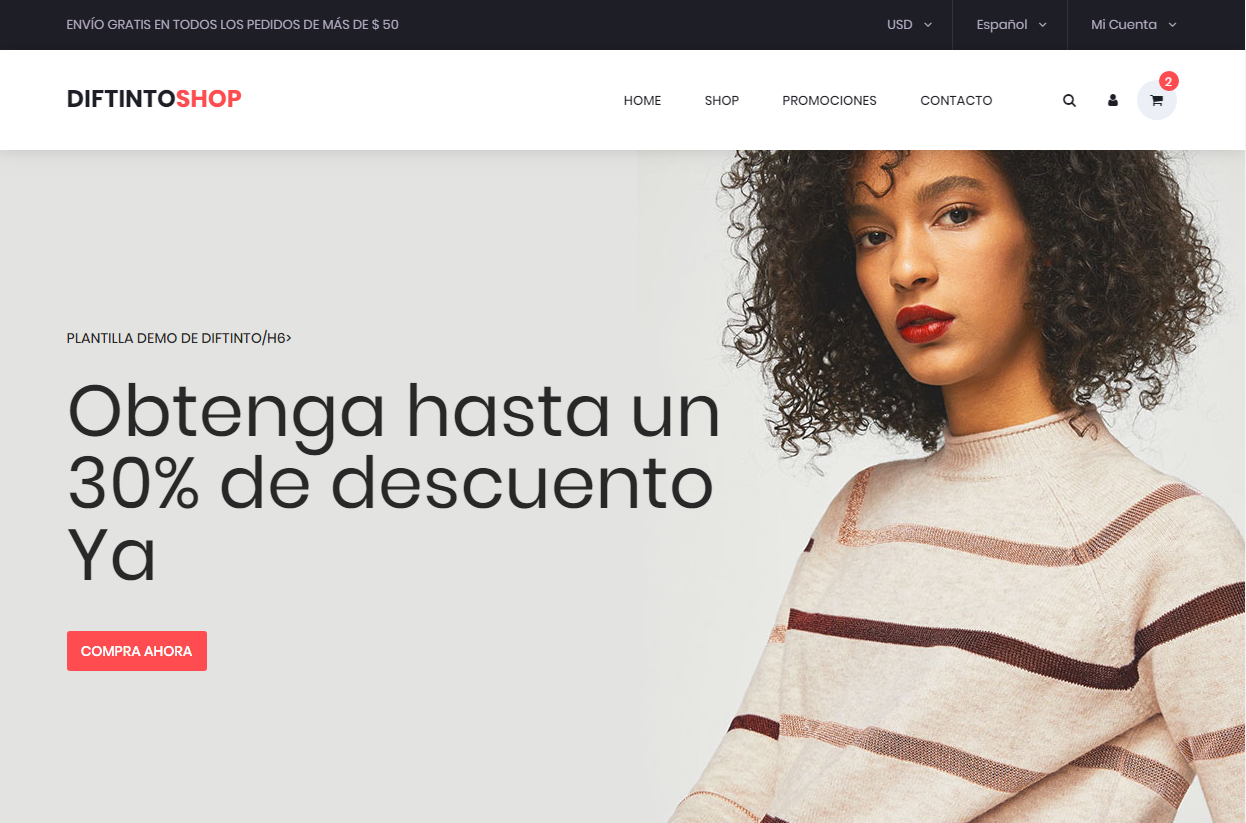 ENVÍO GRATIS EN TODOS LOS PEDIDOS DE MÁS DE $ 50
USD
Español
Mi Cuenta
DIFTINTOSHOP
HOME
SHOP
PROMOCIONES
CONTACTO
2
PLANTILLA DEMO DE DIFTINTO/H6>
Obtenga hasta un
30% de descuento
Ya
COMPRA AHORA